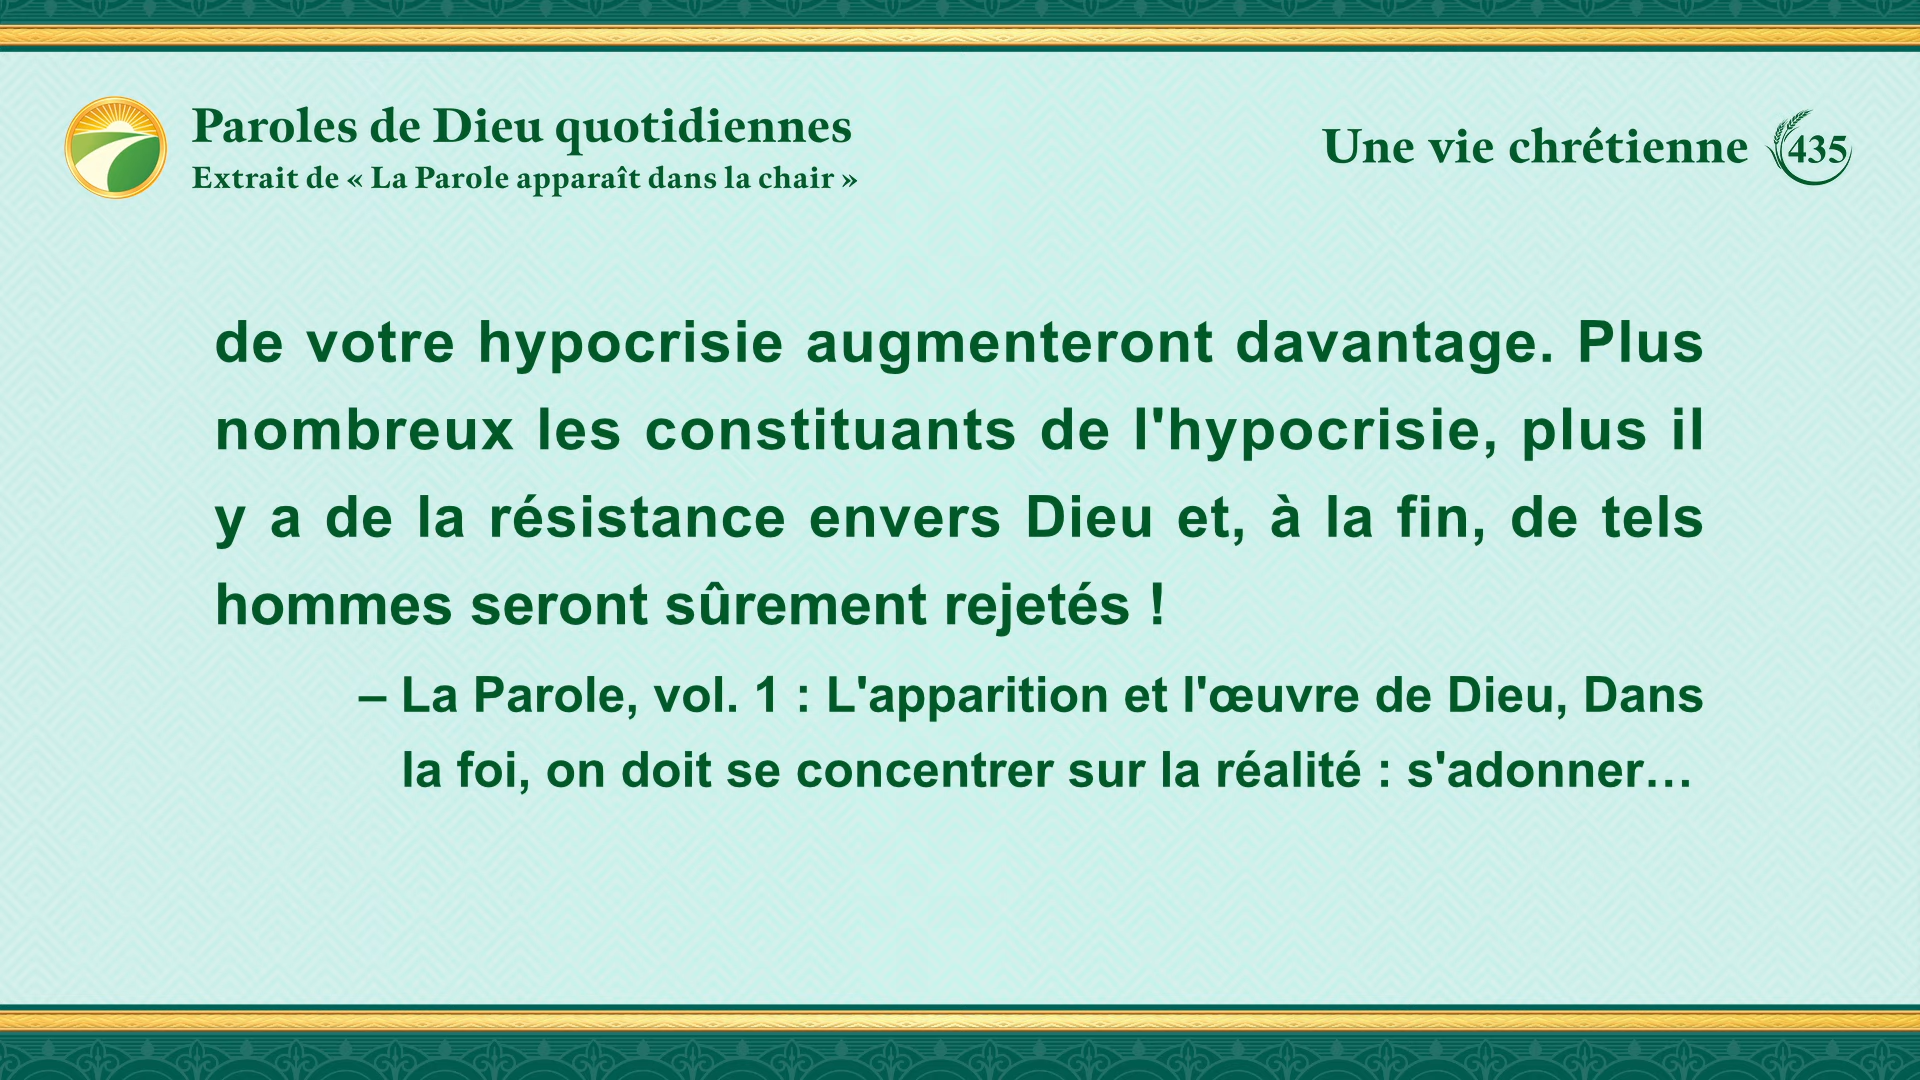 Paroles de Dieu quotidiennes
Extrait de « La Parole apparaît dans la chair »
Une vie chrétienne 435
de votre hypocrisie augmenteront davantage. Plus
nombreux les constituants de l'hypocrisie, plus il
y a de la résistance envers Dieu et, à la fin, de tels
hommes seront sûrement rejetés !
– La Parole, vol. 1 : L'apparition et l'œuvre de Dieu, Dans
la foi, on doit se concentrer sur la réalité : s'adonner…